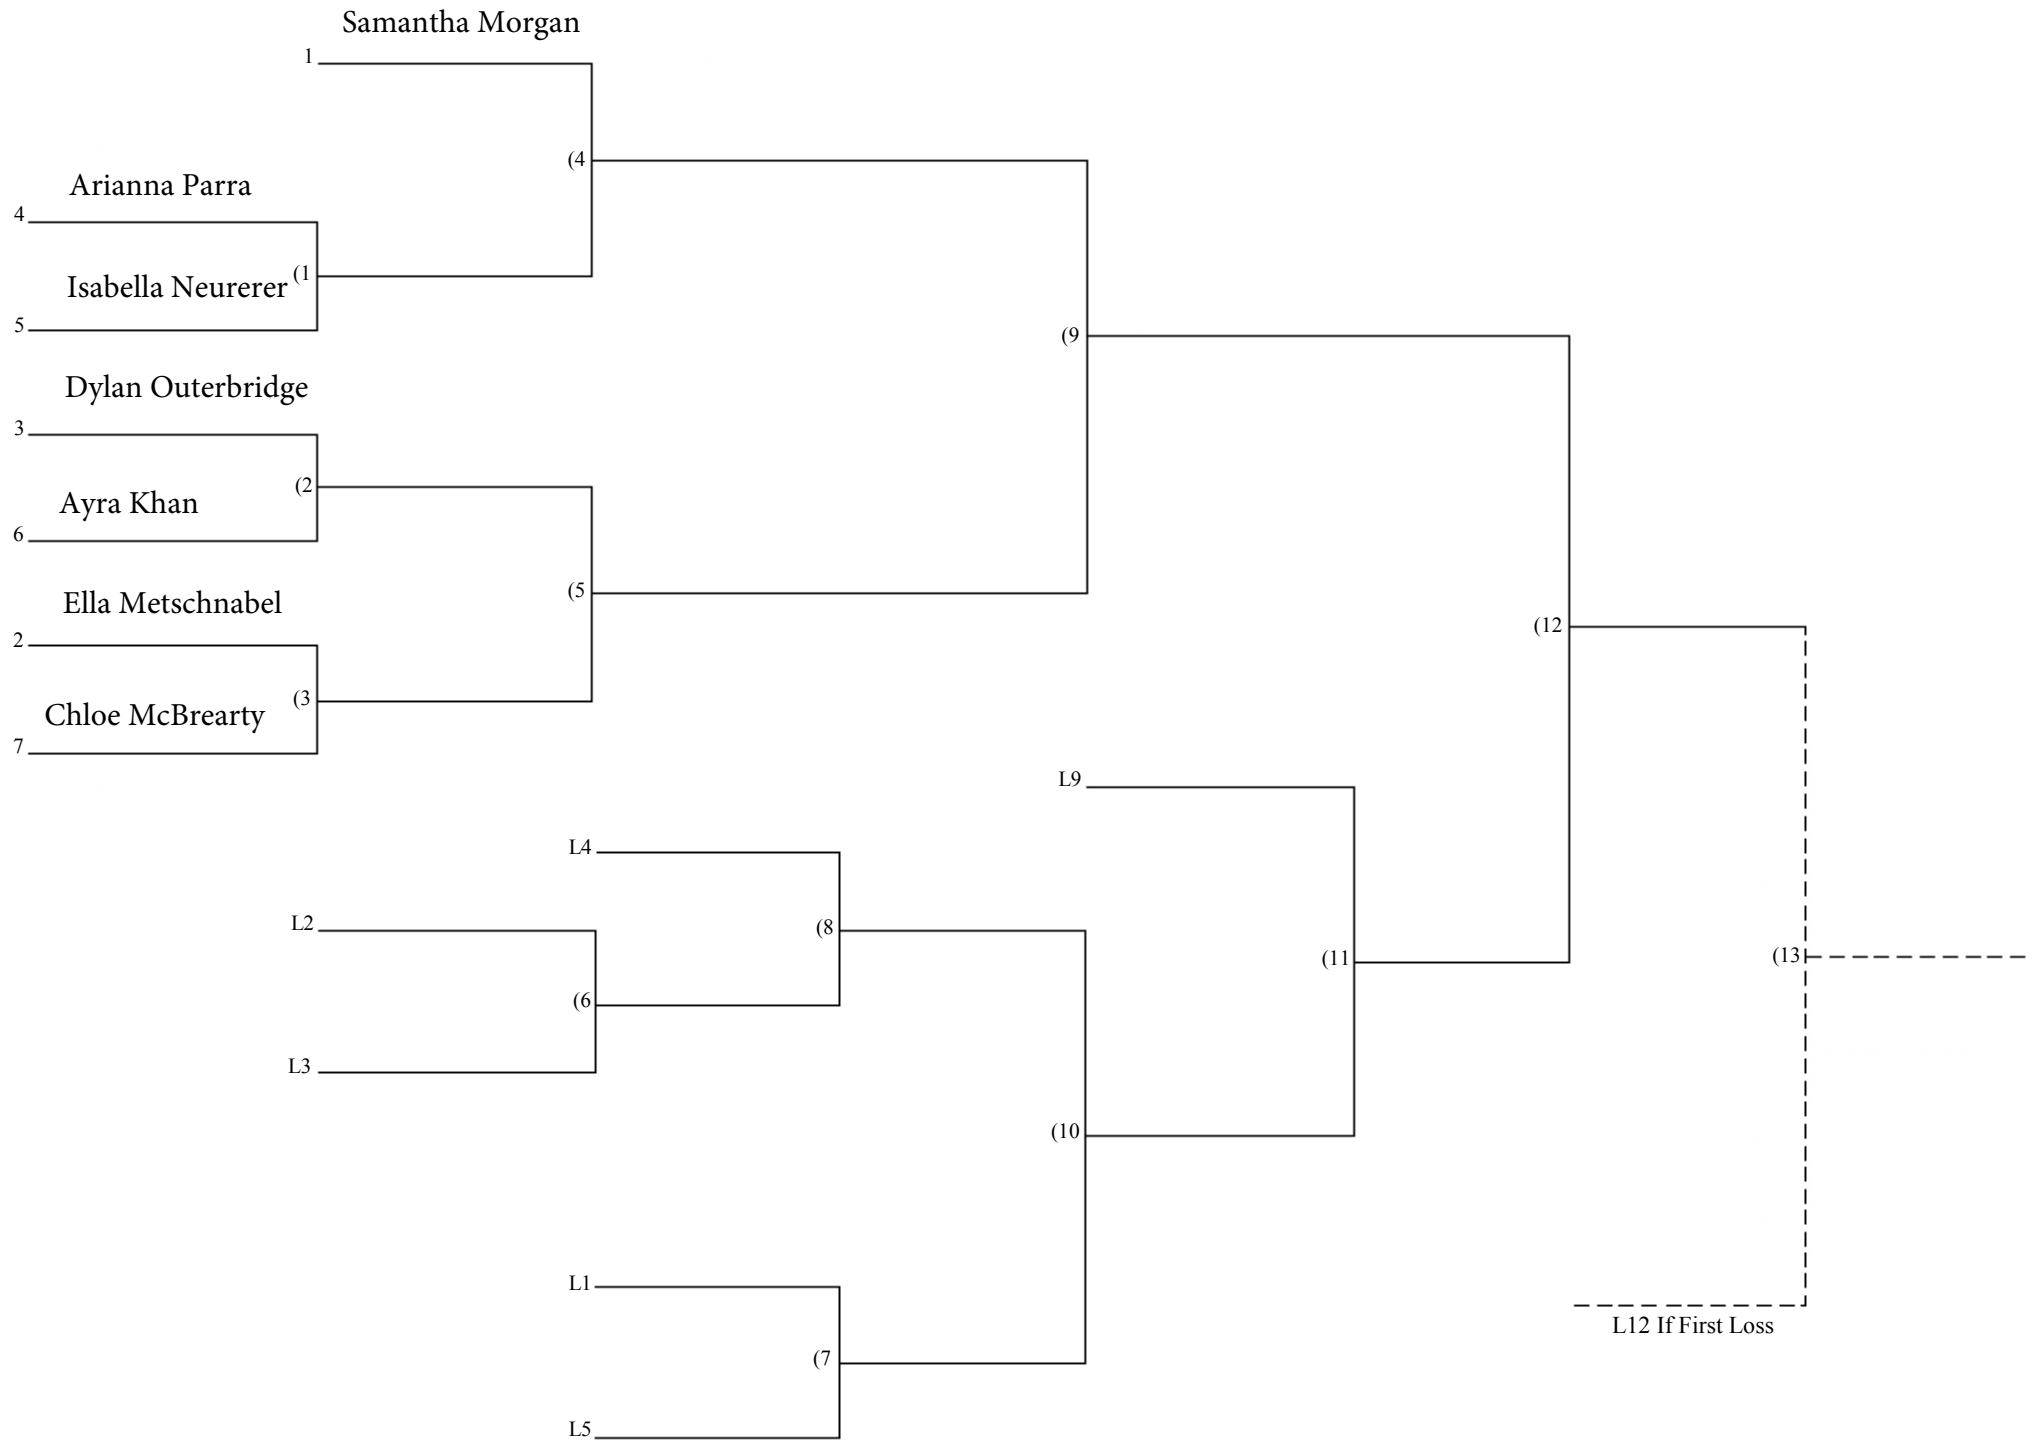 Samantha Morgan
1
(4
Arianna Parra
4
(1
Isabella Neurerer
5
(9
Dylan Outerbridge
3
(2
Ayra Khan
6
(5
Ella Metschnabel
(12
2
(3
Chloe McBrearty
7
L9
L4
L2
(8
(11
(13
(6
L3
(10
L1
L12 If First Loss
(7
L5